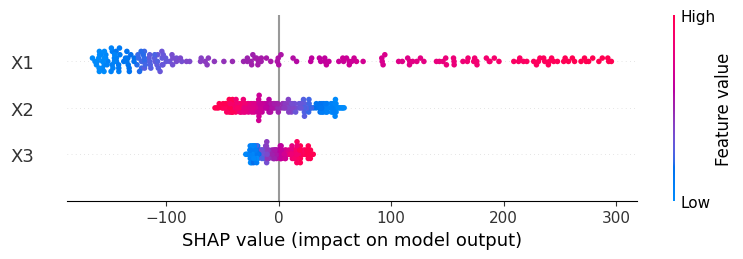 High
X1
X2
X3
Feature value
Low
−100
0
100
200
300
SHAP value (impact on model output)